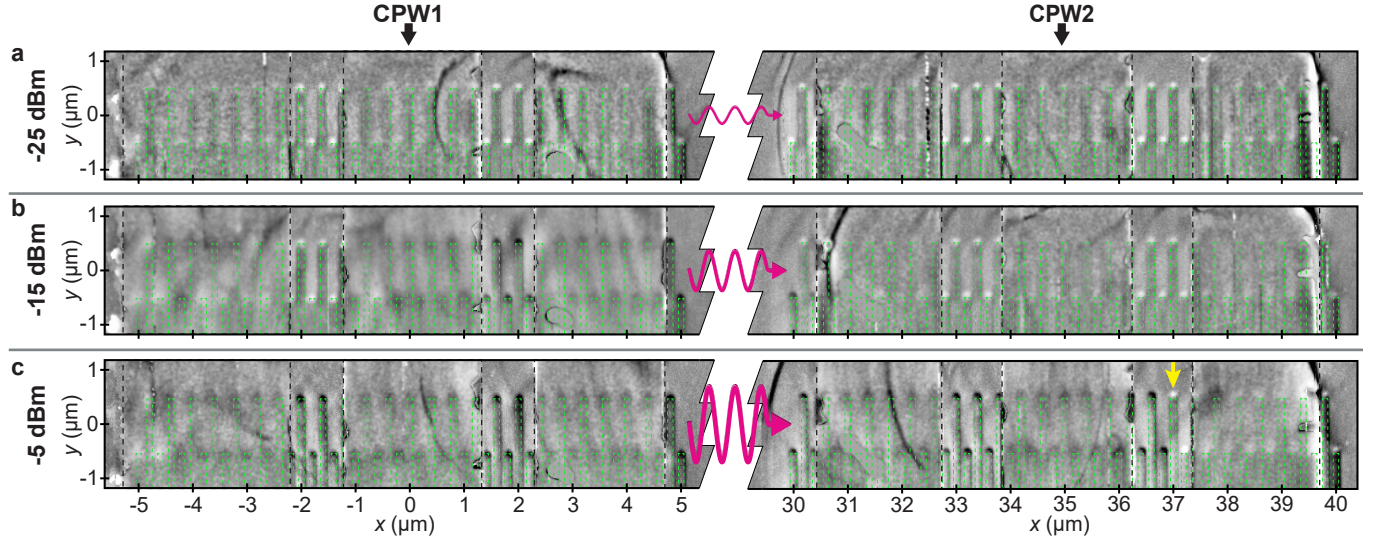 CPW1 CPW2
a
-25 dBm
y (µm)
1
0
-1
b
-15 dBm
y (µm)
1
0
-1
c
-5 dBm
y (µm)
1
0
-1
-5 -4 -3 -2 -1 0 1 2 3 4 5 30 31 32 33 34 35 36 37 38 39 40
x (µm) x (µm)